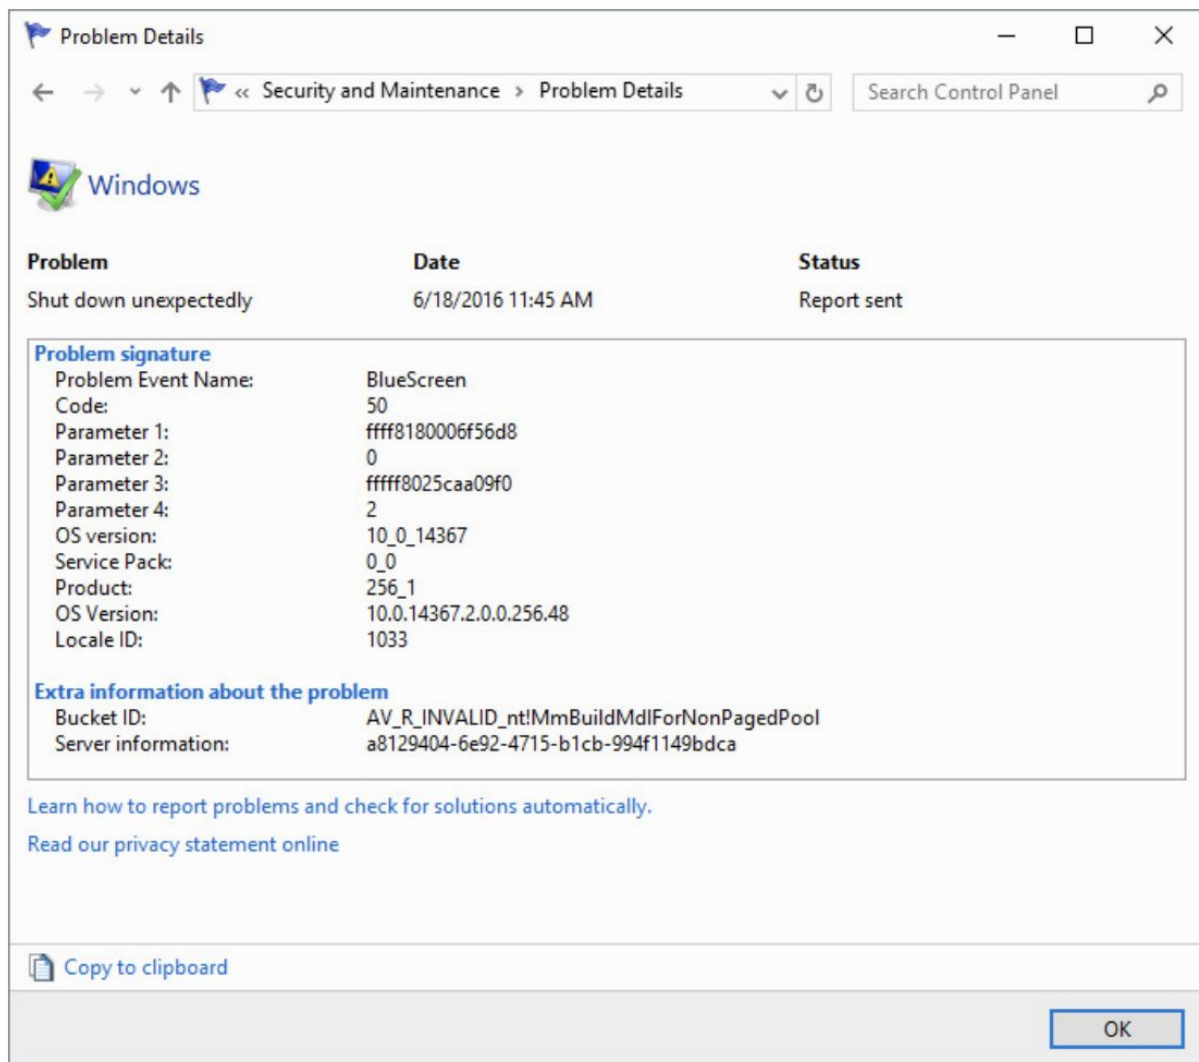 Problem Details
« Security and Maintenance › Problem Details
Search Control Panel
Windows
Problem Date Status
Shut down unexpectedly 6/18/2016 11:45 AM Report sent
Problem signature
Problem Event Name: BlueScreen
Code: 50
Parameter 1: ffff8180006f56d8
Parameter 2: 0
Parameter 3: fffff8025caa09f0
Parameter 4: 2
OS version: 10_0_14367
Service Pack: 0_0
Product: 256_1
OS Version: 10.0.14367.2.0.0.256.48
Locale ID: 1033
Extra information about the problem
Bucket ID: AV_R_INVALID_nt!MmBuildMdlForNonPagedPool
Server information: a8129404-6e92-4715-b1cb-994f1149bdca
Learn how to report problems and check for solutions automatically.
Read our privacy statement online
Copy to clipboard
OK